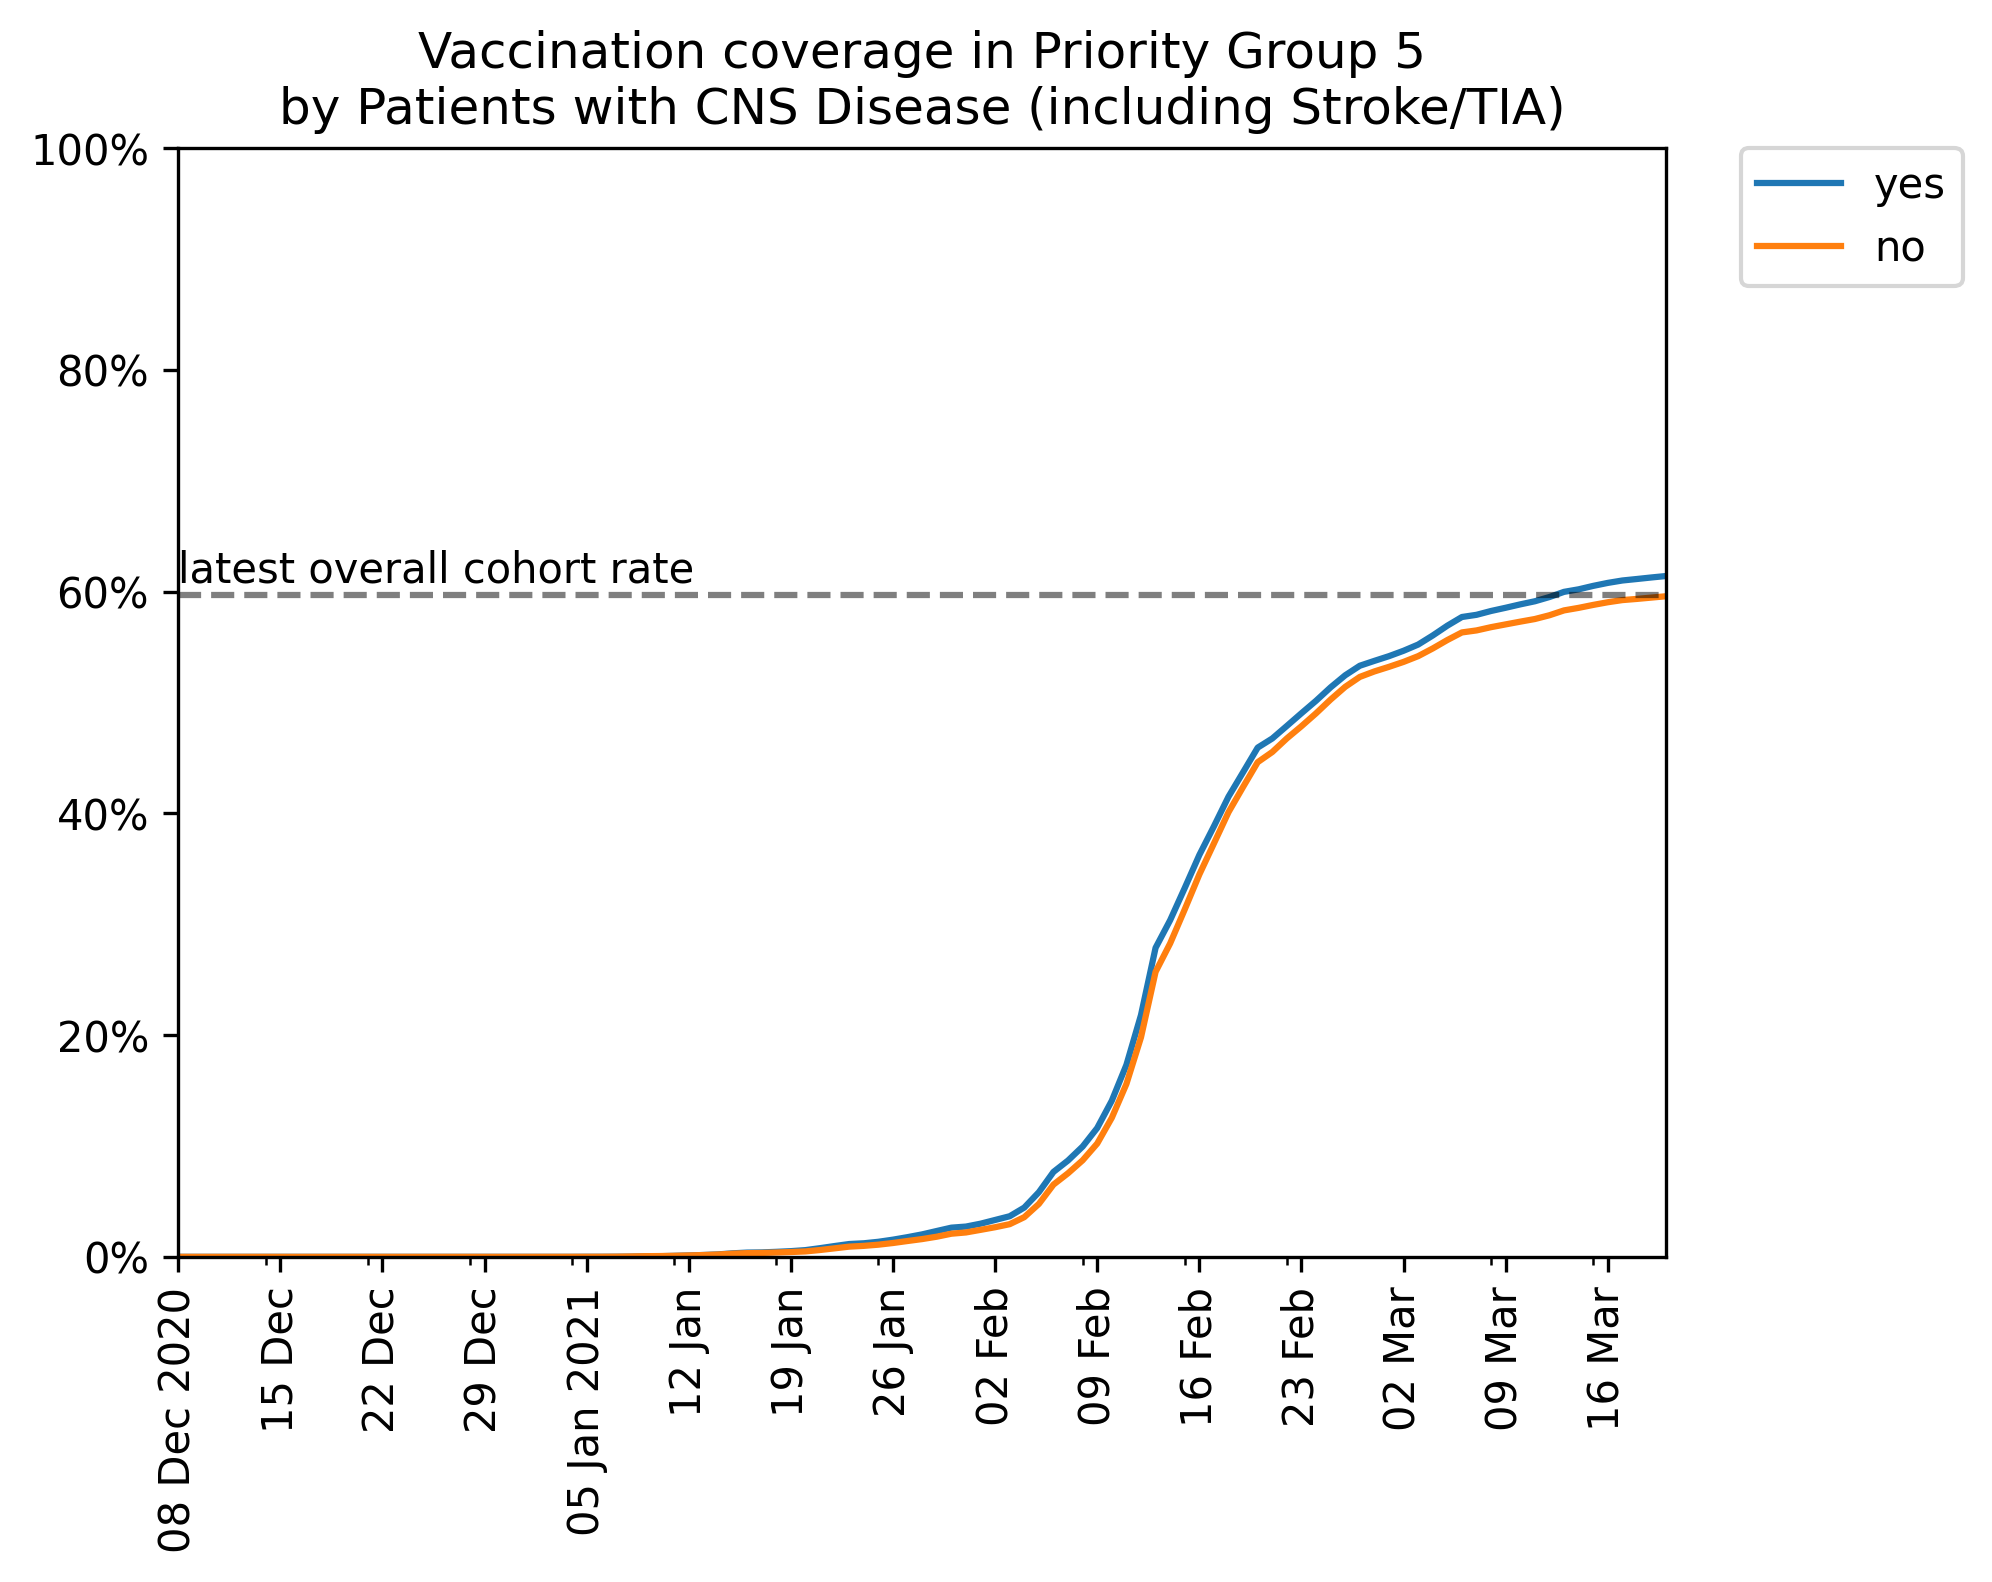 Vaccination coverage in Priority Group 5
by Patients with CNS Disease (including Stroke/TIA)
100%
80%
60%
40%
20%
0%
latest overall cohort rate
yes
no
08 Dec 2020
15 Dec
22 Dec
29 Dec
05 Jan 2021
12 Jan
19 Jan
26 Jan
02 Feb
09 Feb
16 Feb
23 Feb
02 Mar
09 Mar
16 Mar